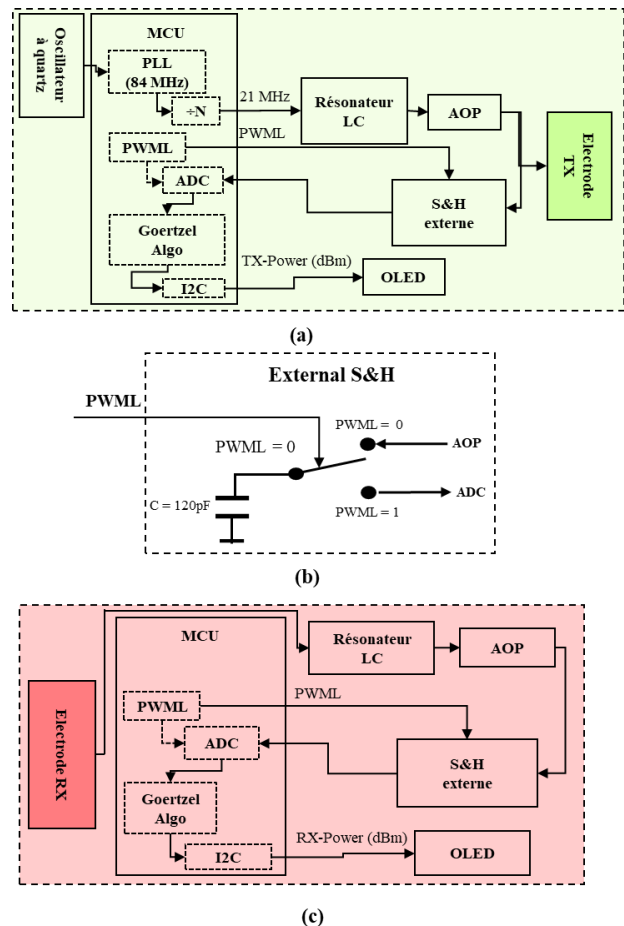 Oscillateur
à quartz
MCU
PLL
(84 MHz)
÷N
21 MHz
Résonateur
LC
AOP
Electrode
TX
PWML
PWML
ADC
S&H
externe
Goertzel
Algo
TX-Power (dBm)
I2C
OLED
(a)
External S&H
PWML
PWML = 0
PWML = 0
AOP
C = 120pF
ADC
PWML = 1
(b)
MCU
Résonateur
LC
AOP
Electrode RX
PWML
PWML
ADC
S&H
externe
Goertzel
Algo
RX-Power (dBm)
I2C
OLED
(c)